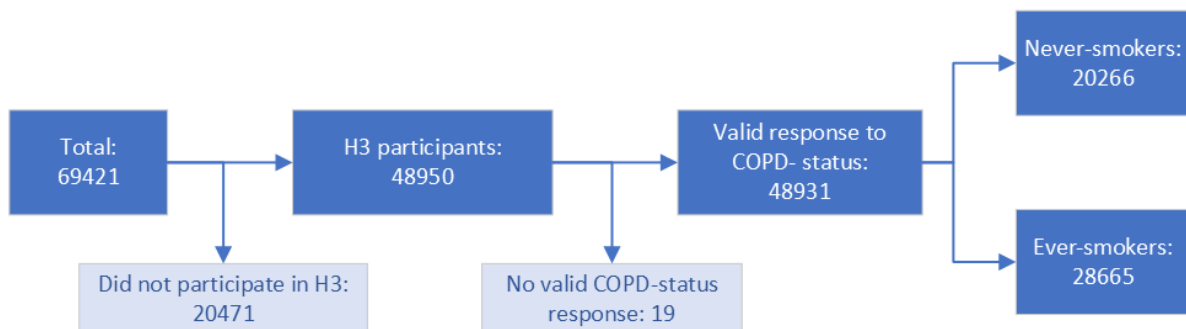 Total:
69421
H3 participants:
48950
Valid response to
COPD- status:
48931
Never-smokers:
20266
Ever-smokers:
28665
Did not participate in H3:
20471
No valid COPD-status
response: 19